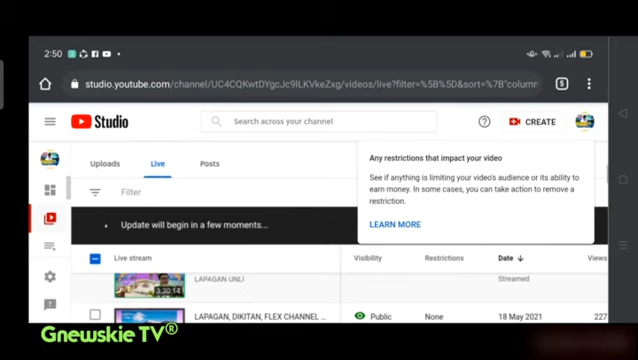 2:50
studio.youtube.com/channel/UC4CQKwtDYgcJc9ILKVkeZxg/videos/live?filter=%5B%5D&sort=%7B"column
5
Studio
Search across your channel
CREATE
Any restrictions that impact your video
See if anything is limiting your video's audience or its ability to
earn money. In some cases, you can take action to remove a
restriction.
LEARN MORE
Uploads
Live
Posts
Filter
Update will begin in a few moments...
Live stream
Visibility
Restrictions
Date
Views
LAPAGAN UNLI
Streamed
3:30:14
LAPAGAN, DIKITAN, FLEX CHANNEL ...
Public
None
18 May 2021
227
Gnewskie TV®